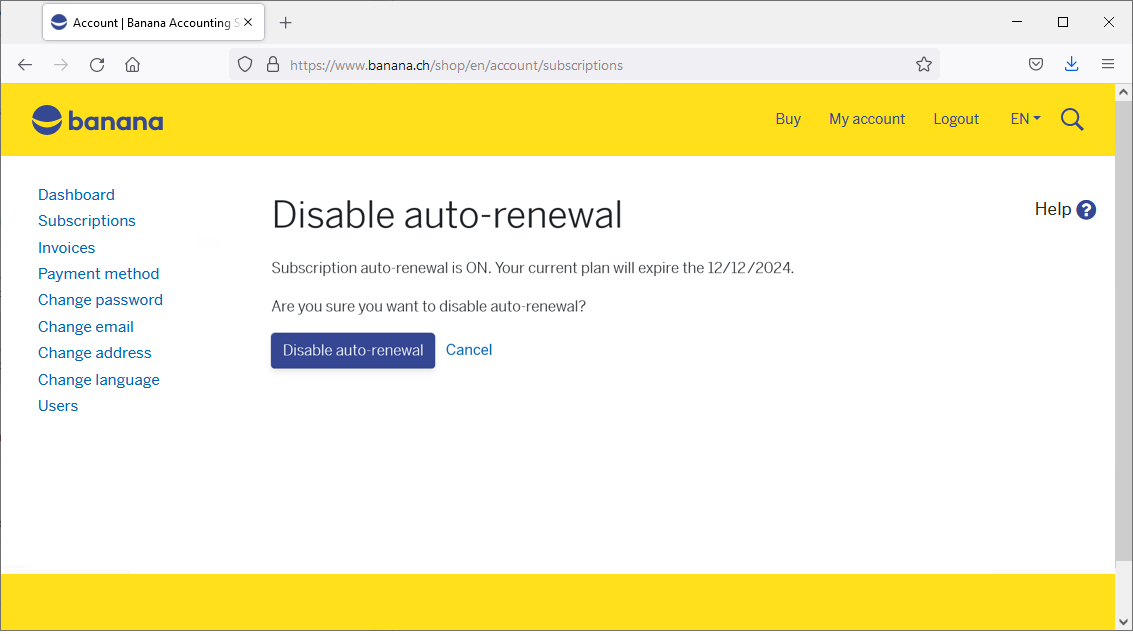 Account | Banana Accounting S
https://www.banana.ch/shop/en/account/subscriptions
banana
Buy
My account
Logout
EN
Dashboard
Subscriptions
Invoices
Payment method
Change password
Change email
Change address
Change language
Users
Disable auto-renewal
Help ?
Subscription auto-renewal is ON. Your current plan will expire the 12/12/2024.
Are you sure you want to disable auto-renewal?
Disable auto-renewal
Cancel